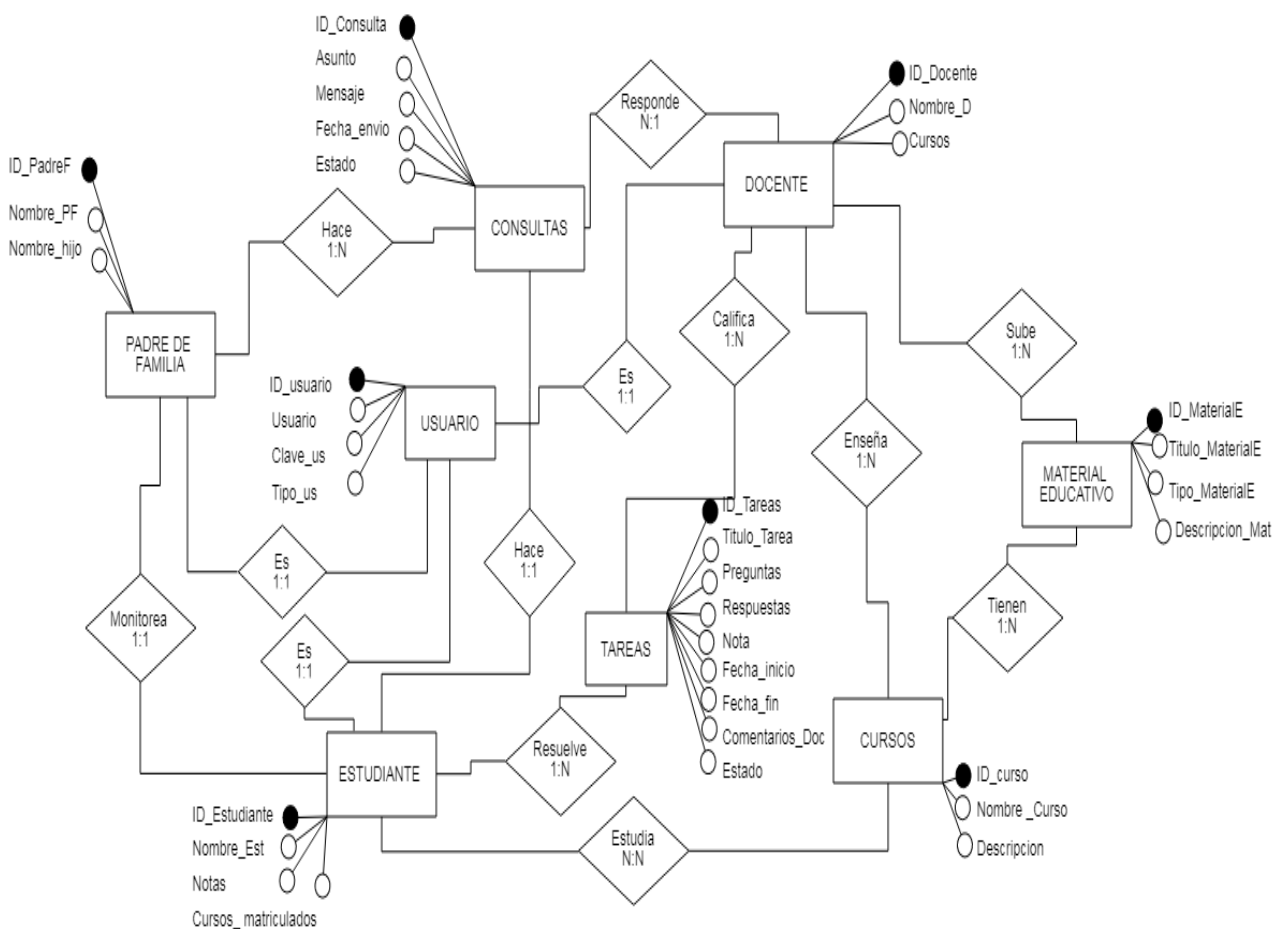 ID_Consulta
Asunto
Mensaje
Fecha_envio
Estado
Responde
N:1
ID_Docente
Nombre_D
Cursos
DOCENTE
ID_PadreF
Nombre_PF
Nombre_hijo
Hace
1:N
CONSULTAS
PADRE DE
FAMILIA
Califica
1:N
Sube
1:N
Es
1:1
ID_usuario
Usuario
Clave_us
Tipo_us
USUARIO
Enseña
1:N
ID_MaterialE
Titulo_MaterialE
Tipo_MaterialE
Descripcion_Mat
MATERIAL
EDUCATIVO
Es
1:1
Hace
1:1
ID_Tareas
Titulo_Tarea
Preguntas
Respuestas
Nota
Fecha_inicio
Fecha_fin
Comentarios_Doc
Estado
TAREAS
Monitorea
1:1
Es
1:1
Tienen
1:N
Resuelve
1:N
CURSOS
ESTUDIANTE
ID_curso
Nombre _Curso
Descripcion
ID_Estudiante
Nombre_Est
Notas
Cursos_ matriculados
Estudia
N:N